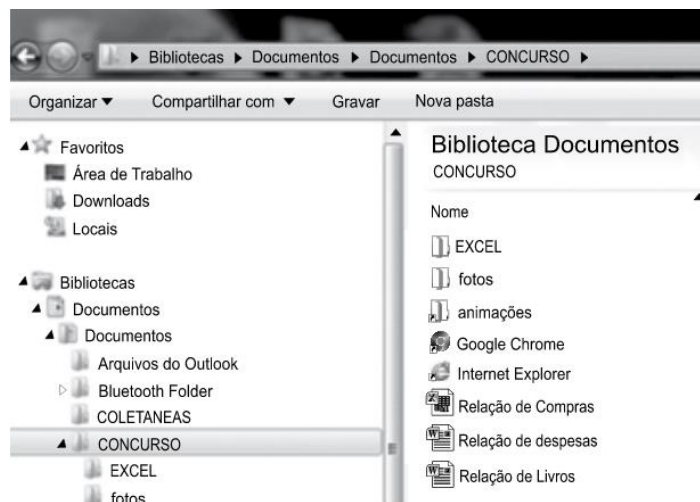 Bibliotecas ▶ Documentos ▶ Documentos ▶ CONCURSO ▶
Organizar ▼ Compartilhar com ▼ Gravar Nova pasta
Favoritos
Área de Trabalho
Downloads
Locais
Bibliotecas
Documentos
Documentos
Arquivos do Outlook
Bluetooth Folder
COLETANEAS
CONCURSO
EXCEL
fotos
Biblioteca Documentos
CONCURSO
Nome
EXCEL
fotos
animações
Google Chrome
Internet Explorer
Relação de Compras
Relação de despesas
Relação de Livros